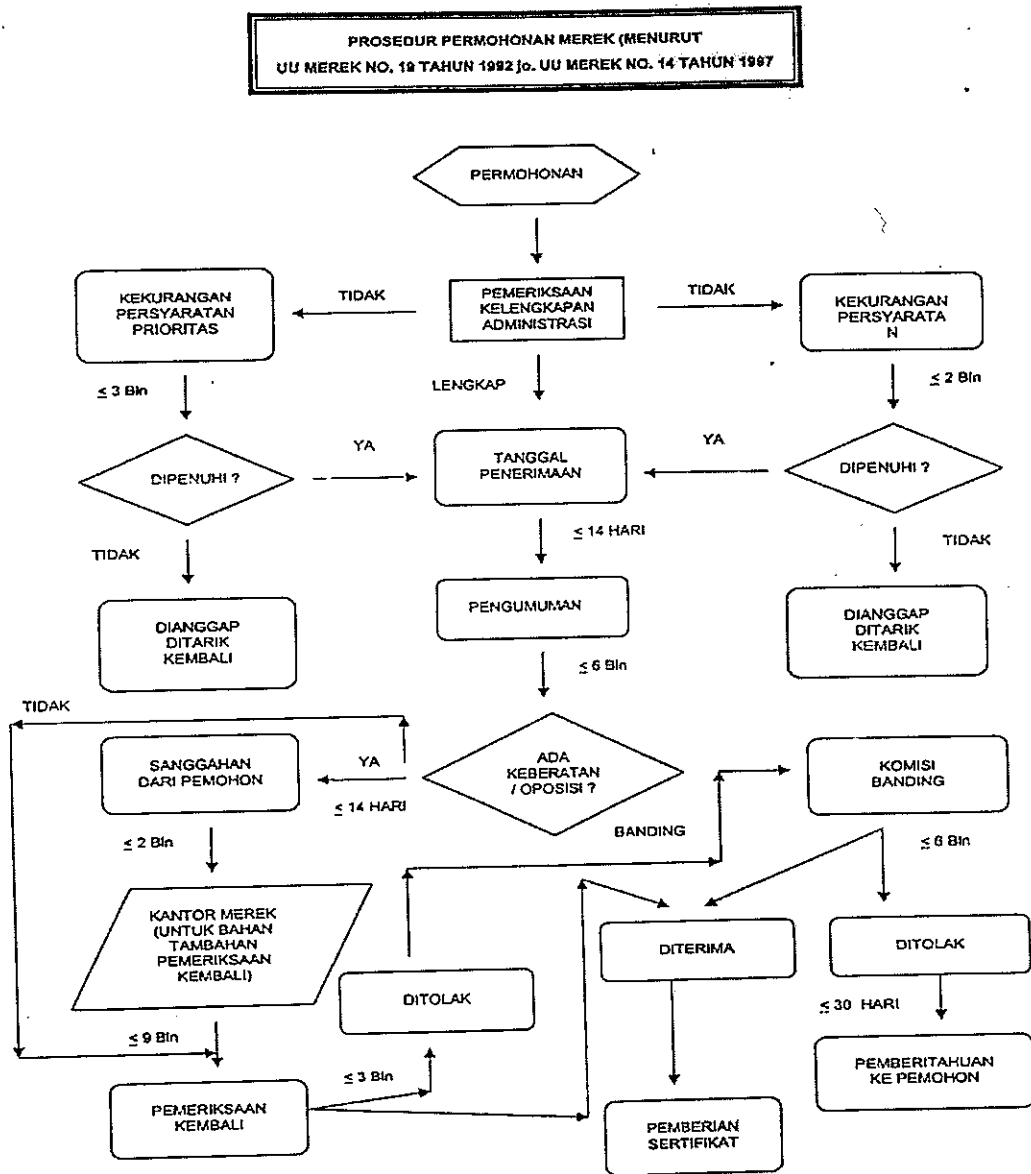 PROSEDUR PERMOHONAN MEREK (MENURUT
UU MEREK NO. 19 TAHUN 1992 jo. UU MEREK NO. 14 TAHUN 1997
PERMOHONAN
KEKURANGAN
PERSYARATAN
PRIORITAS
TIDAK
PEMERIKSAAN
KELENGKAPAN
ADMINISTRASI
TIDAK
KEKURANGAN
PERSYARATA
N
≤ 3 Bln
LENGKAP
≤ 2 Bln
DIPENUHI ?
YA
TANGGAL
PENERIMAAN
YA
DIPENUHI ?
TIDAK
≤ 14 HARI
TIDAK
DIANGGAP
DITARIK
KEMBALI
PENGUMUMAN
DIANGGAP
DITARIK
KEMBALI
≤ 6 Bln
TIDAK
SANGGAHAN
DARI PEMOHON
YA
≤ 14 HARI
ADA
KEBERATAN
/ OPOSISI ?
KOMISI
BANDING
≤ 2 Bln
BANDING
≤ 6 Bln
KANTOR MEREK
(UNTUK BAHAN
TAMBAHAN
PEMERIKSAAN
KEMBALI)
DITOLAK
DITERIMA
DITOLAK
≤ 9 Bln
≤ 3 Bln
≤ 30 HARI
PEMERIKSAAN
KEMBALI
PEMBERIAN
SERTIFIKAT
PEMBERITAHUAN
KE PEMOHON